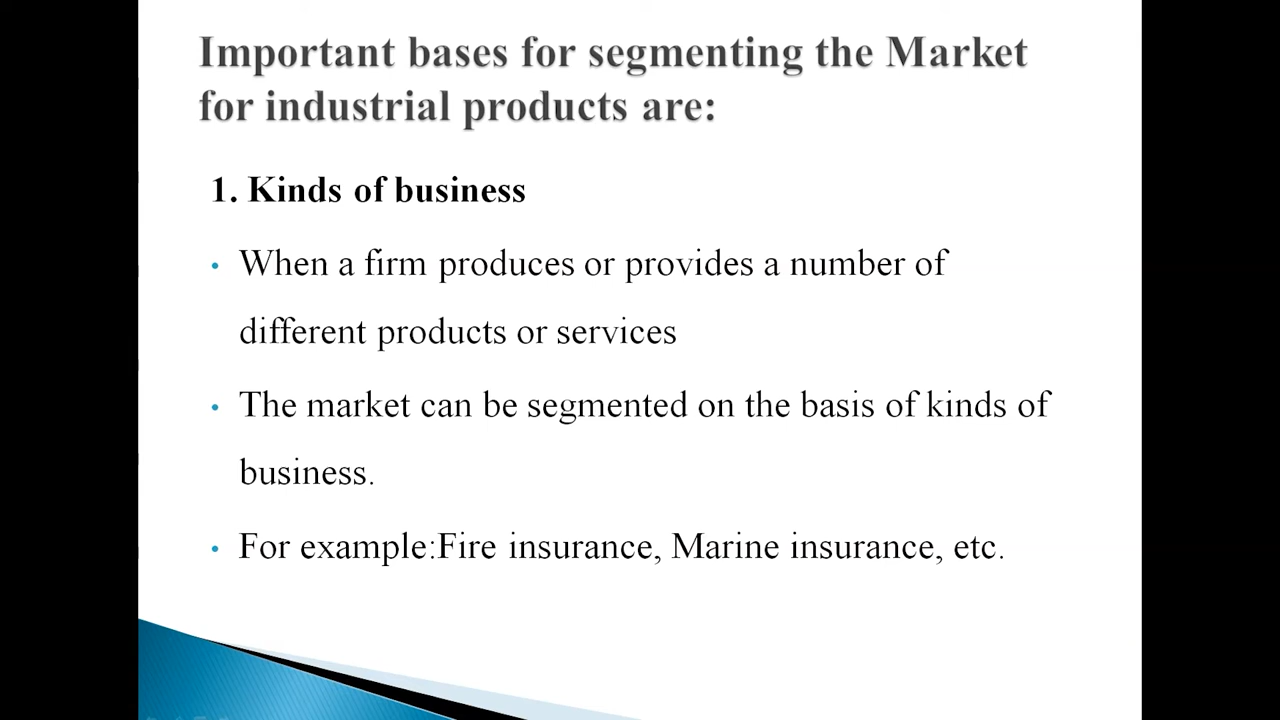 Important bases for segmenting the Market
for industrial products are:
1. Kinds of business
• When a firm produces or provides a number of
different products or services
• The market can be segmented on the basis of kinds of
business.
• For example:Fire insurance, Marine insurance, etc.